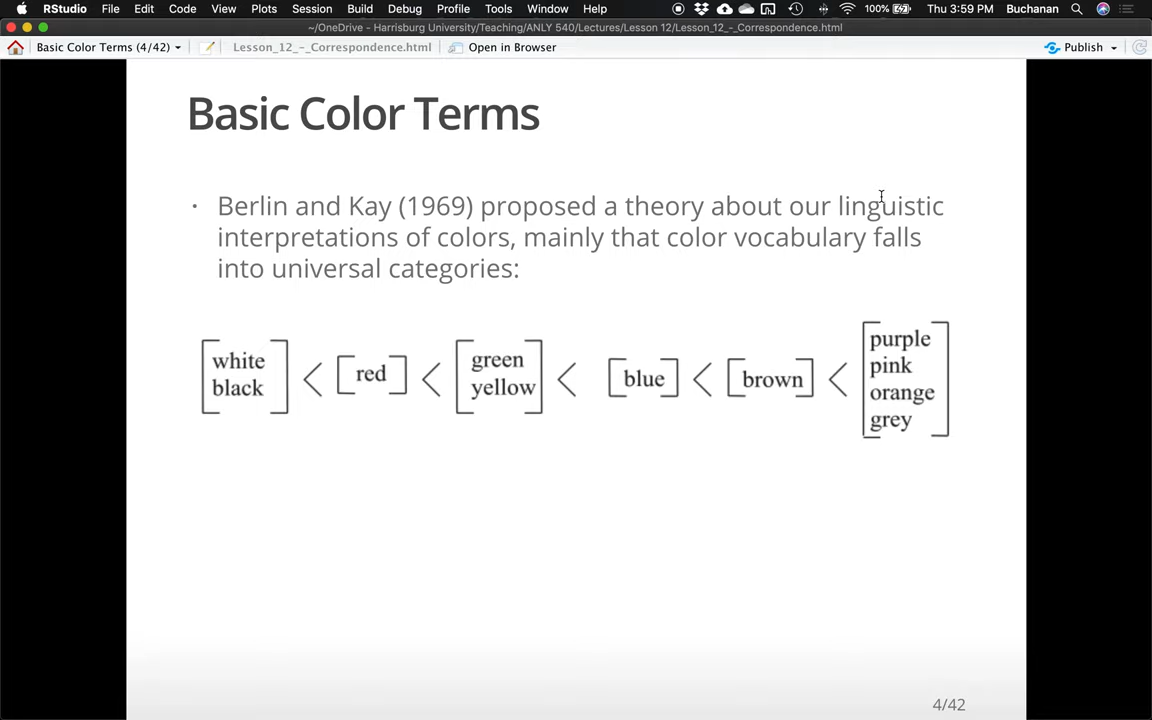 RStudio File Edit Code View Plots Session Build Debug Profile Tools Window Help 100% Thu 3:59 PM Buchanan
~/OneDrive - Harrisburg University/Teaching/ANLY 540/Lectures/Lesson 12/Lesson_12_-_Correspondence.html
Basic Color Terms (4/42) Lesson_12_-_Correspondence.html Open in Browser Publish
Basic Color Terms
• Berlin and Kay (1969) proposed a theory about our linguistic
interpretations of colors, mainly that color vocabulary falls
into universal categories:
[white black] < [red] < [green yellow] < [blue] < [brown] < [purple pink orange grey]
4/42